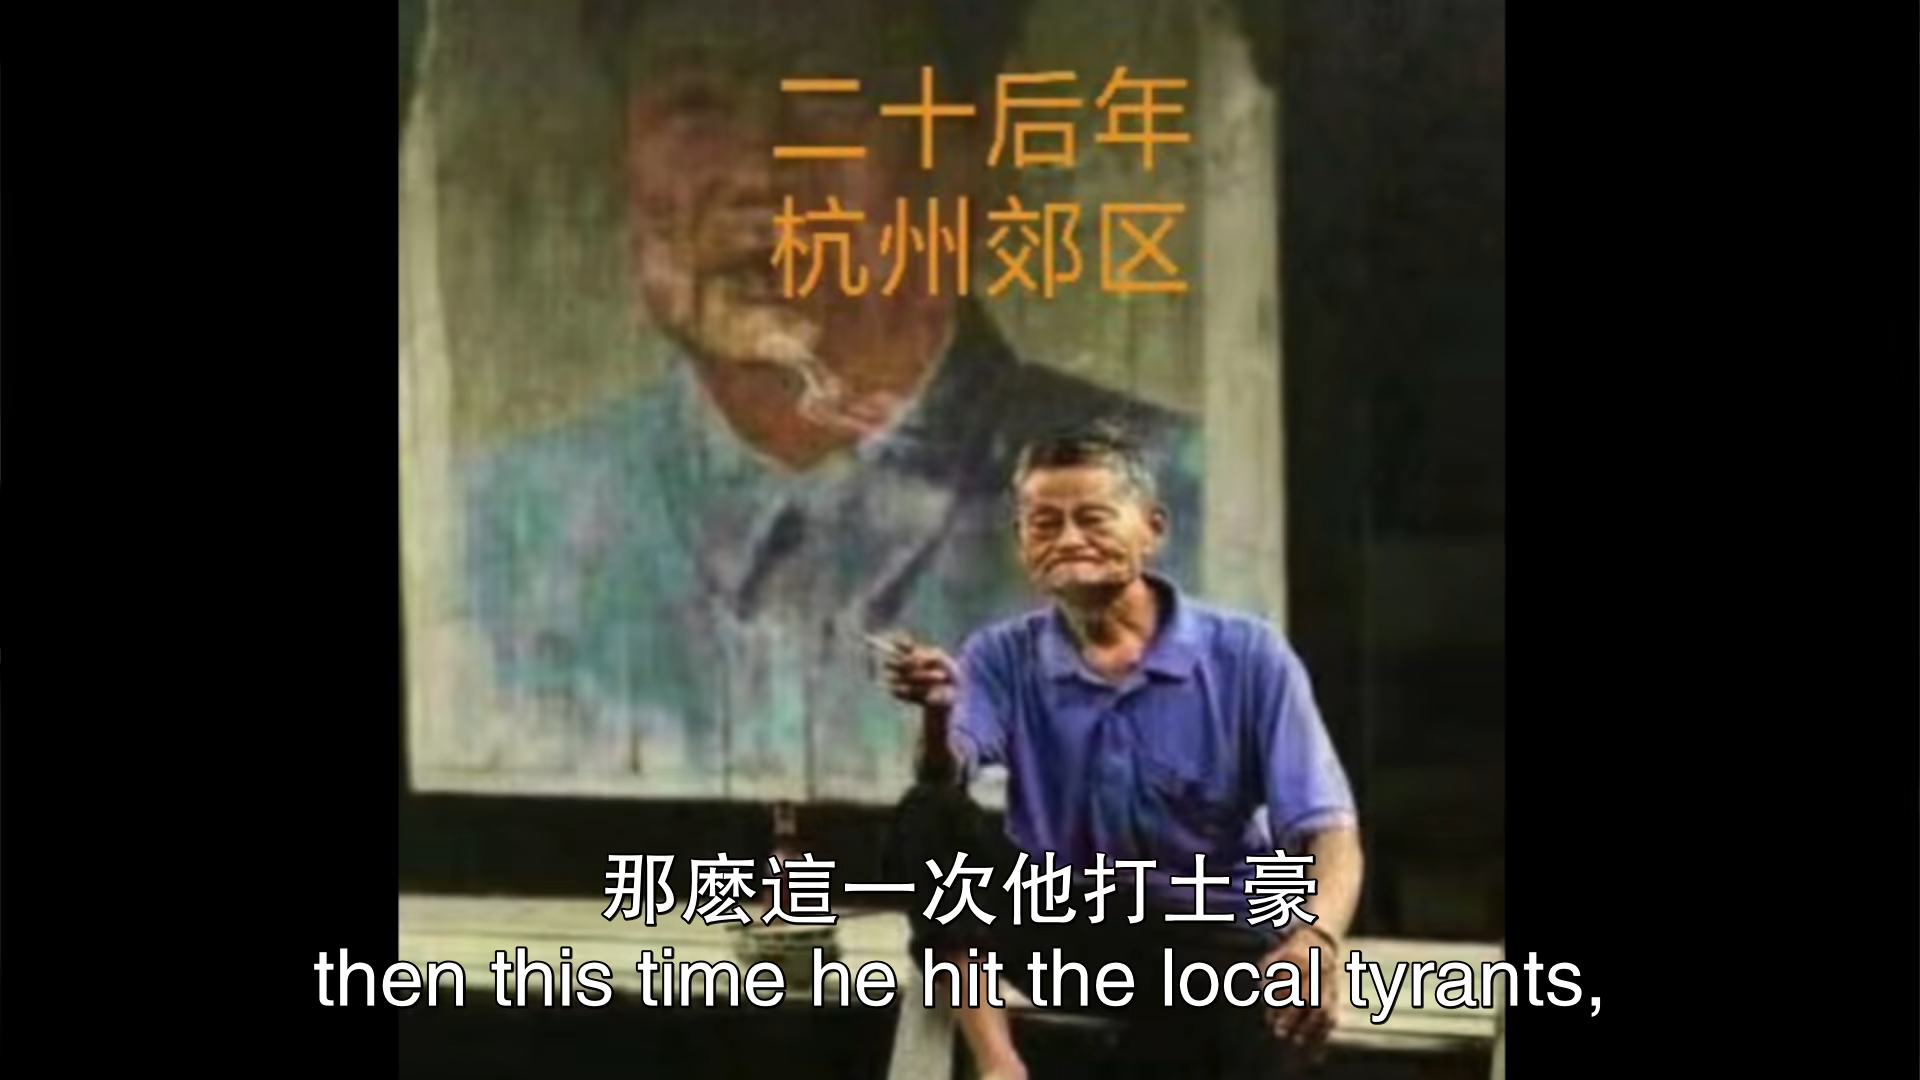 二十后年
杭州郊区
那麽這一次他打土豪
then this time he hit the local tyrants,